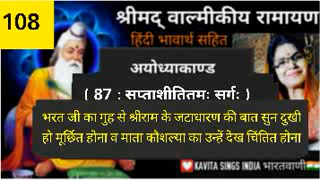 108
श्रीमद् वाल्मीकीय रामायण
हिंदी भावार्थ सहित
अयोध्याकाण्ड
( 87 : सप्ताशीतितमः सर्गः )
भरत जी का गुह से श्रीराम के जटाधारण की बात सुन दुखी
हो मूर्छित होना व माता कौशल्या का उन्हें देख चिंतित होना
KAVITA SINGS INDIA भारतवाणी